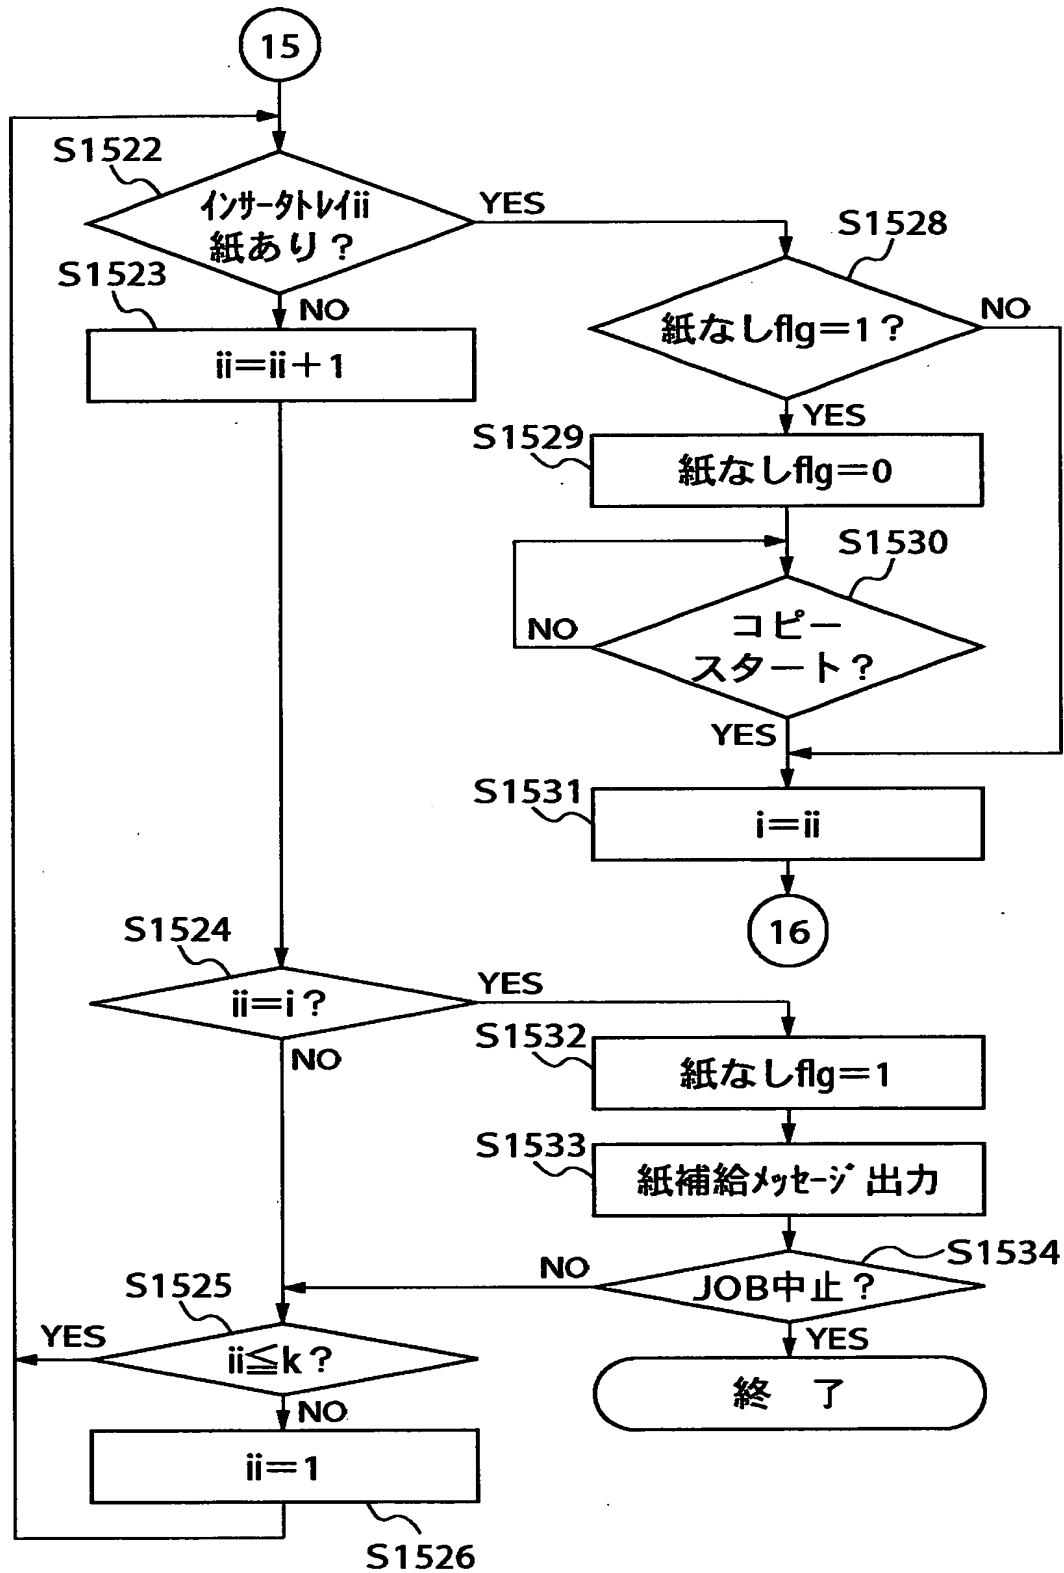 15
S1522
インサータトレイii
紙あり？
YES
S1523
NO
ii＝ii＋1
S1528
紙なしflg＝1？
NO
YES
S1529
紙なしflg＝0
S1530
コピー
スタート？
NO
YES
S1531
i＝ii
16
S1524
ii＝i？
YES
NO
S1532
紙なしflg＝1
S1533
紙補給メッセージ出力
S1534
JOB中止？
NO
YES
終　了
S1525
ii≦k？
YES
NO
ii＝1
S1526